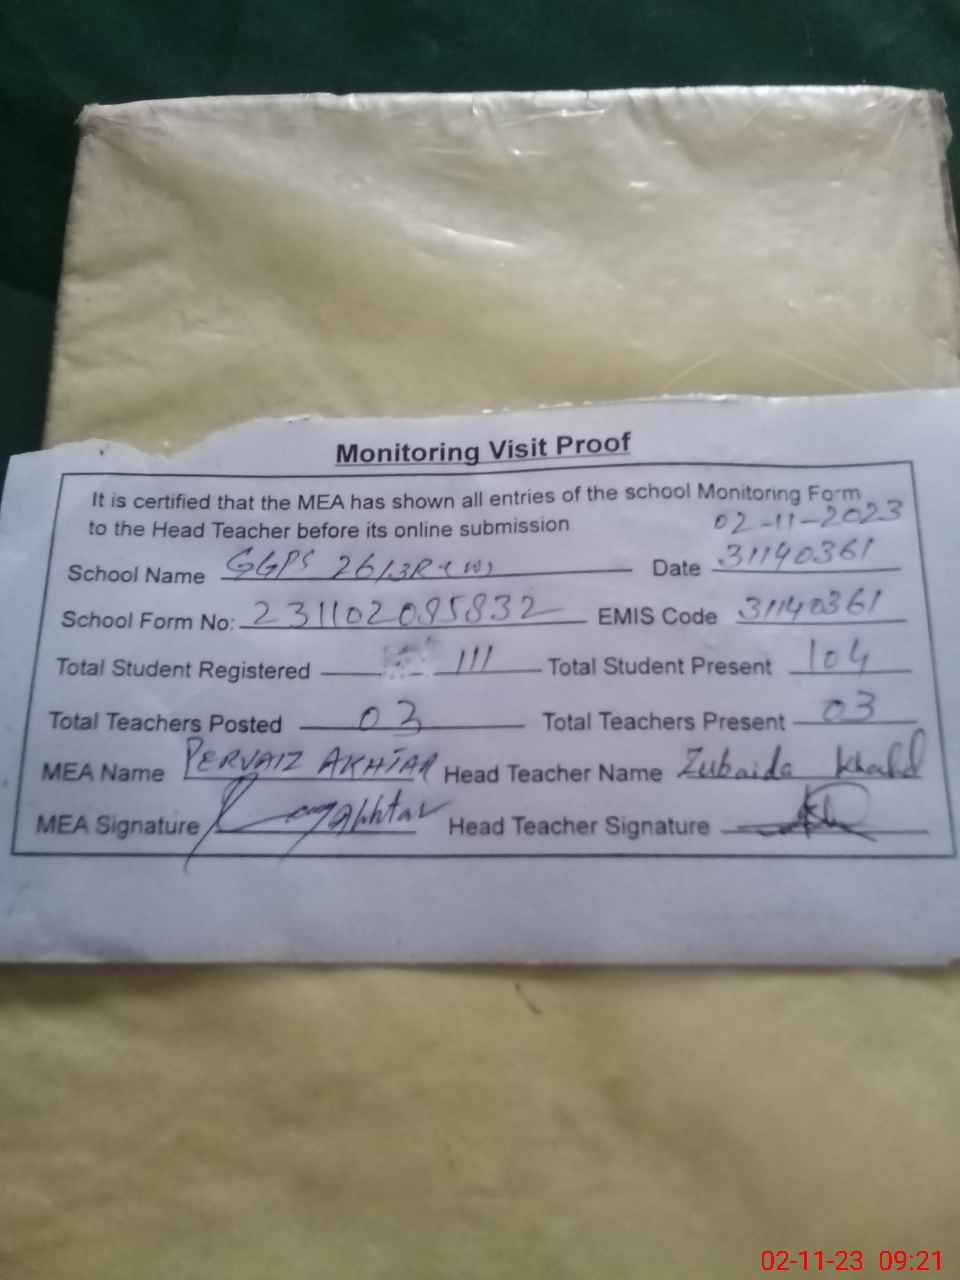 Monitoring Visit Proof
It is certified that the MEA has shown all entries of the school Monitoring Form
to the Head Teacher before its online submission
02-11-2023
School Name GGPS 26/3R (W) Date 31140361
School Form No: 231102095832 EMIS Code 31140361
Total Student Registered 111 Total Student Present 104
Total Teachers Posted 03 Total Teachers Present 03
MEA Name PERVAIZ AKHTAR Head Teacher Name Zubaida Khalid
MEA Signature Head Teacher Signature
02-11-23 09:21